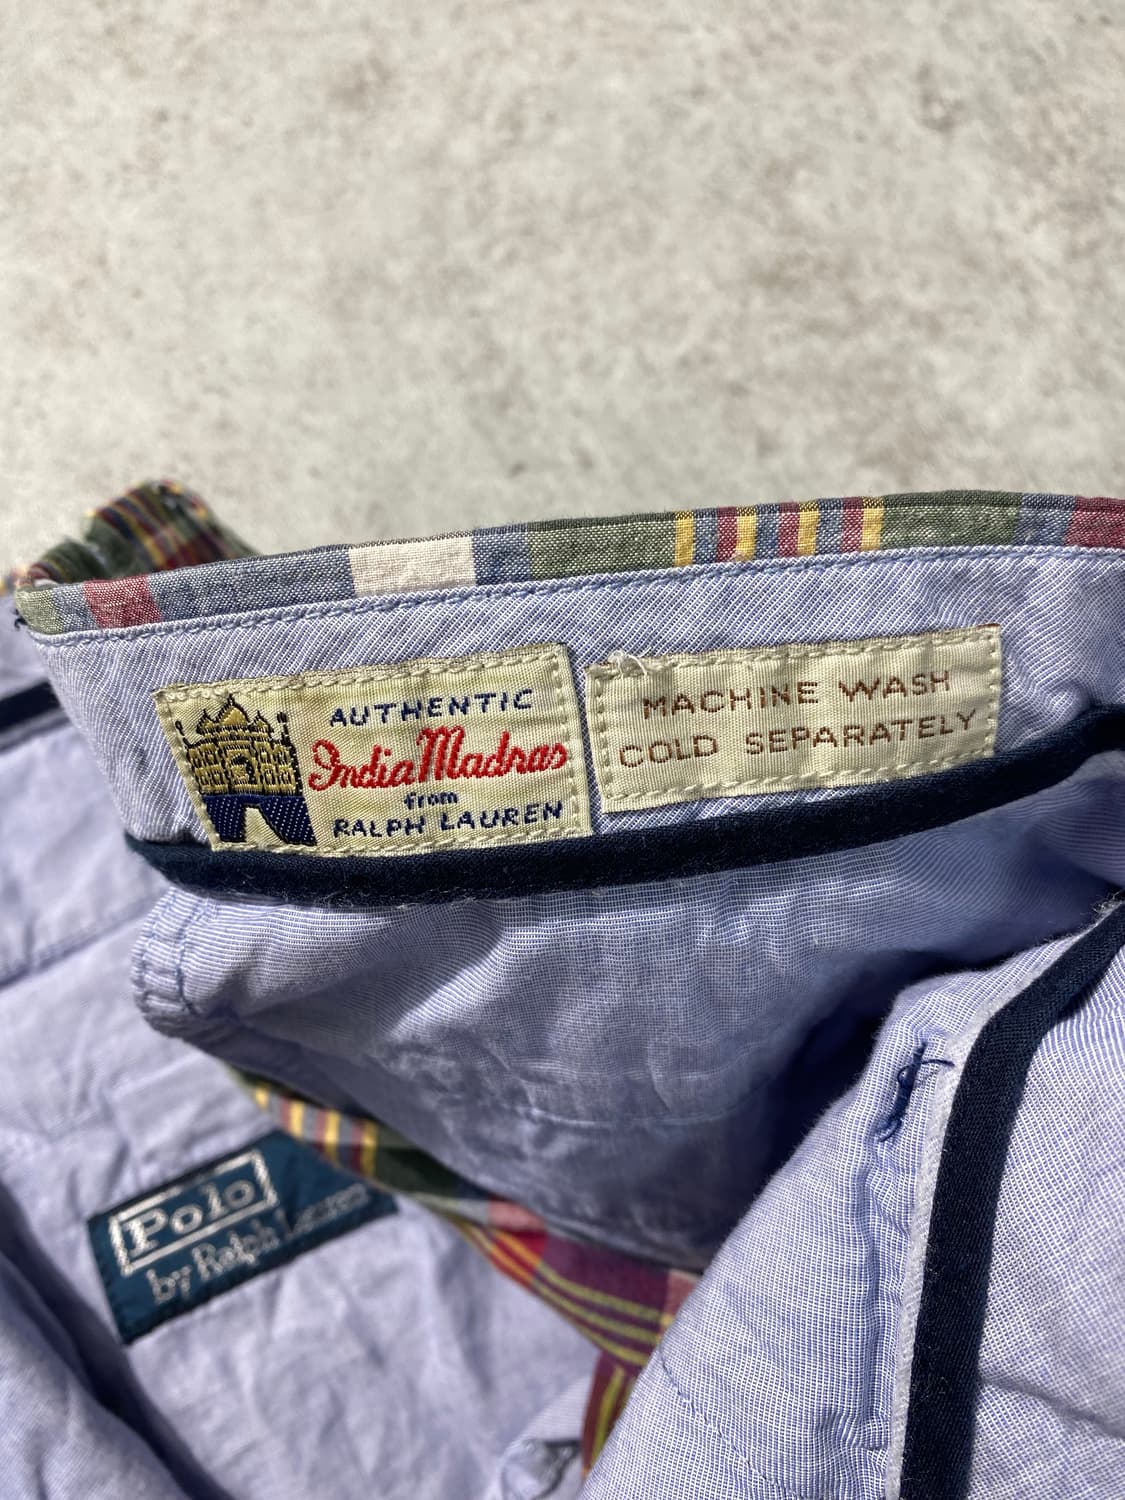 AUTHENTIC
India Madras
from
RALPH LAUREN
MACHINE WASH
COLD SEPARATELY
Polo
by Ralph Lauren